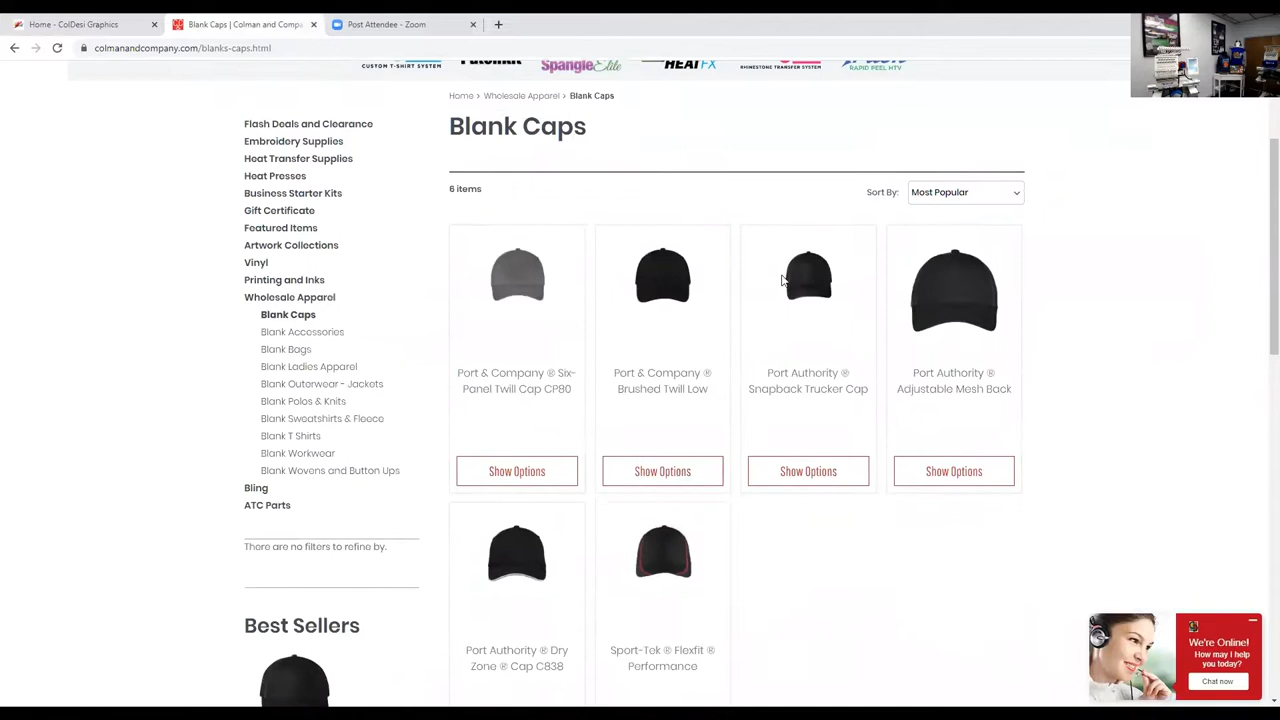 Home - ColDesi Graphics
Blank Caps | Colman and Compa
Post Attendee - Zoom
colmanandcompany.com/blanks-caps.html
CUSTOM T-SHIRT SYSTEM
SpangleElite
HEATFX
RHINESTONE TRANSFER SYSTEM
RAPID PEEL HTV
Home > Wholesale Apparel > Blank Caps
Blank Caps
6 items
Sort By: Most Popular
Flash Deals and Clearance
Embroidery Supplies
Heat Transfer Supplies
Heat Presses
Business Starter Kits
Gift Certificate
Featured Items
Artwork Collections
Vinyl
Printing and Inks
Wholesale Apparel
Blank Caps
Blank Accessories
Blank Bags
Blank Ladies Apparel
Blank Outerwear - Jackets
Blank Polos & Knits
Blank Sweatshirts & Fleece
Blank T Shirts
Blank Workwear
Blank Wovens and Button Ups
Bling
ATC Parts
There are no filters to refine by.
Best Sellers
Port & Company ® Six-
Panel Twill Cap CP80
Show Options
Port & Company ®
Brushed Twill Low
Show Options
Port Authority ®
Snapback Trucker Cap
Show Options
Port Authority ®
Adjustable Mesh Back
Show Options
Port Authority ® Dry
Zone ® Cap C838
Sport-Tek ® Flexfit ®
Performance
We're Online!
How may I help
you today?
Chat now